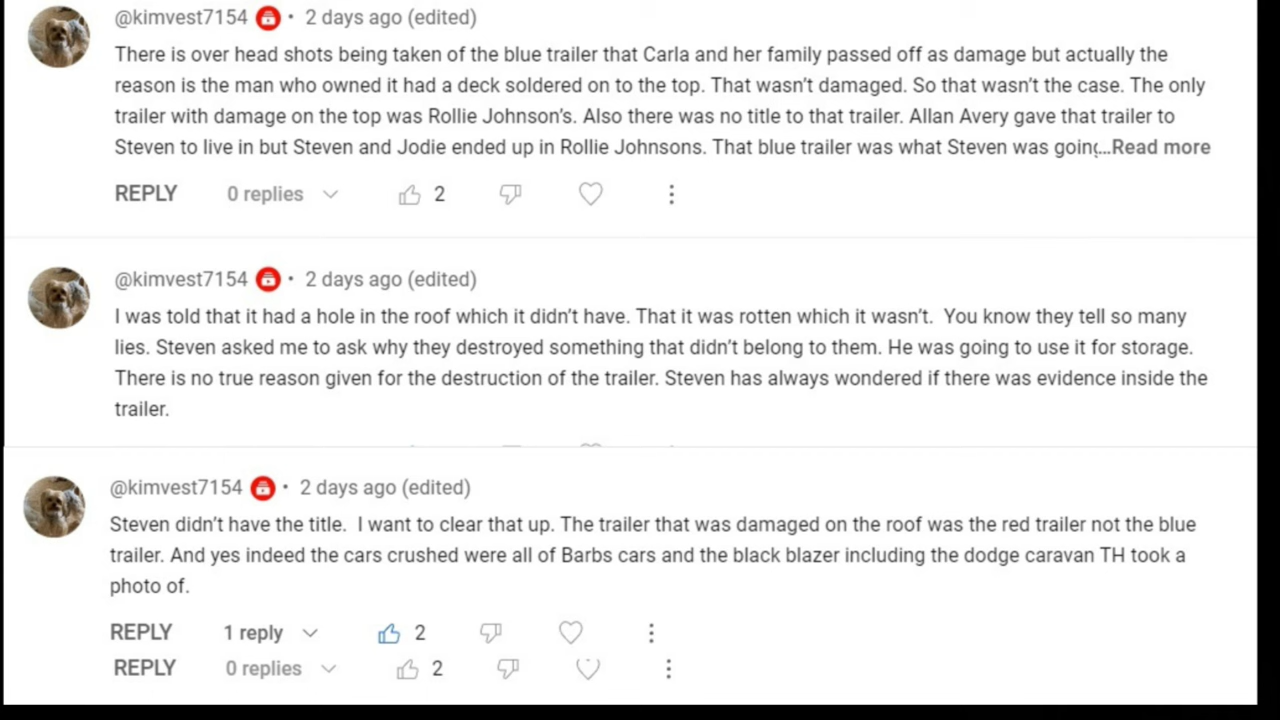 @kimvest7154 • 2 days ago (edited)
There is over head shots being taken of the blue trailer that Carla and her family passed off as damage but actually the
reason is the man who owned it had a deck soldered on to the top. That wasn't damaged. So that wasn't the case. The only
trailer with damage on the top was Rollie Johnson's. Also there was no title to that trailer. Allan Avery gave that trailer to
Steven to live in but Steven and Jodie ended up in Rollie Johnsons. That blue trailer was what Steven was going...Read more
REPLY 0 replies 2
@kimvest7154 • 2 days ago (edited)
I was told that it had a hole in the roof which it didn't have. That it was rotten which it wasn't. You know they tell so many
lies. Steven asked me to ask why they destroyed something that didn't belong to them. He was going to use it for storage.
There is no true reason given for the destruction of the trailer. Steven has always wondered if there was evidence inside the
trailer.
@kimvest7154 • 2 days ago (edited)
Steven didn't have the title. I want to clear that up. The trailer that was damaged on the roof was the red trailer not the blue
trailer. And yes indeed the cars crushed were all of Barbs cars and the black blazer including the dodge caravan TH took a
photo of.
REPLY 1 reply 2
REPLY 0 replies 2